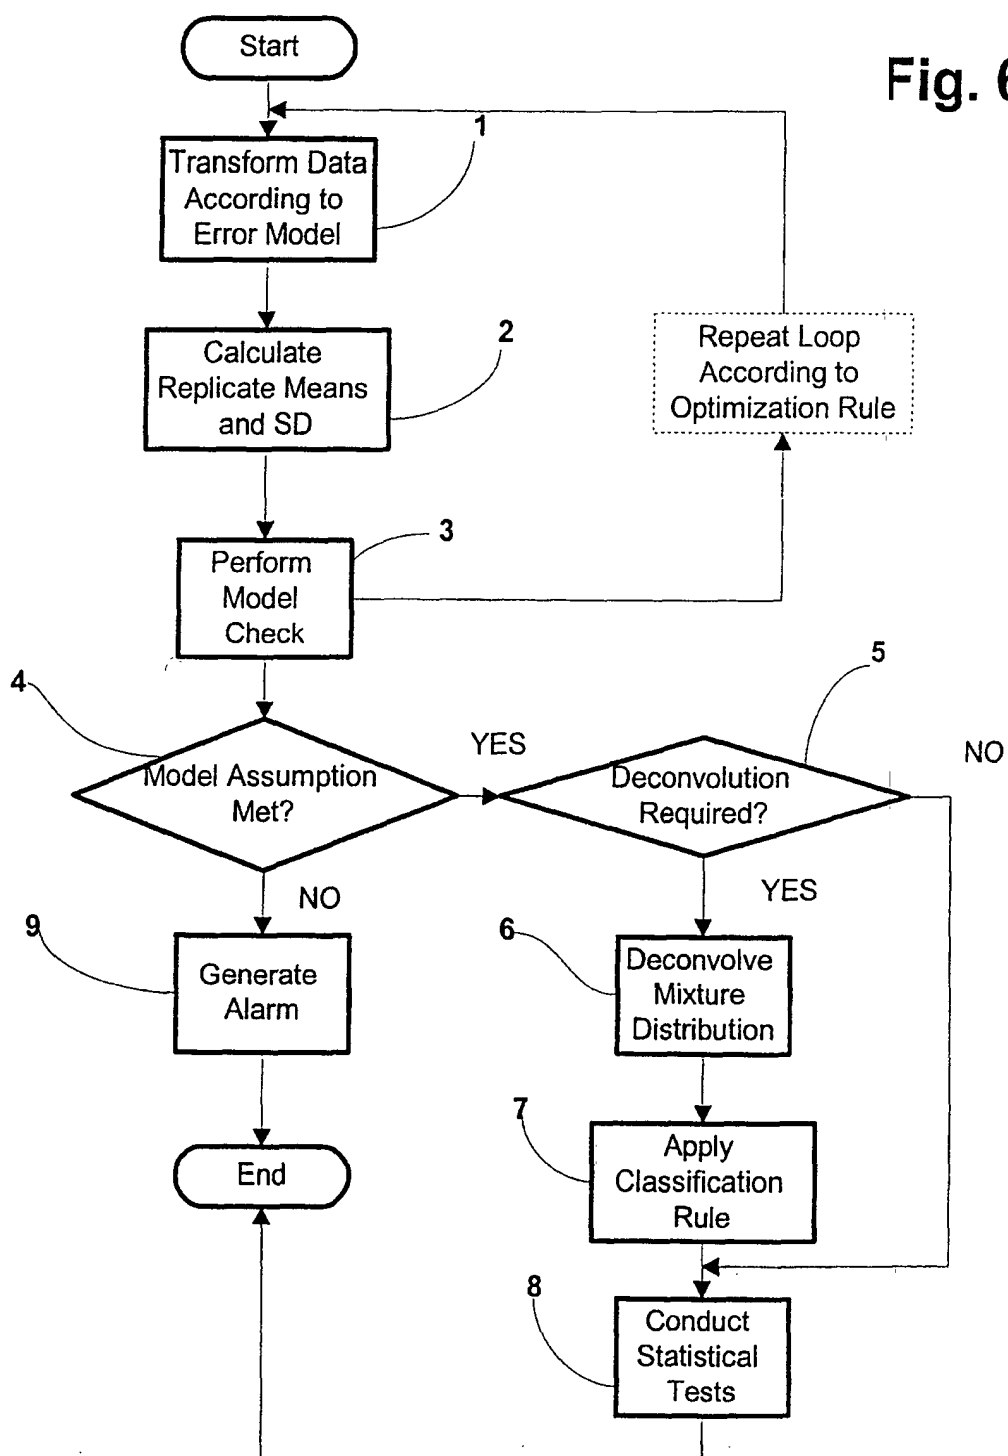 Start
Fig. 6
1
Transform Data
According to
Error Model
2
Calculate
Replicate Means
and SD
Repeat Loop
According to
Optimization Rule
3
Perform
Model
Check
4
5
YES
NO
Model Assumption
Met?
Deconvolution
Required?
NO
YES
9
6
Generate
Alarm
Deconvolve
Mixture
Distribution
7
End
Apply
Classification
Rule
8
Conduct
Statistical
Tests